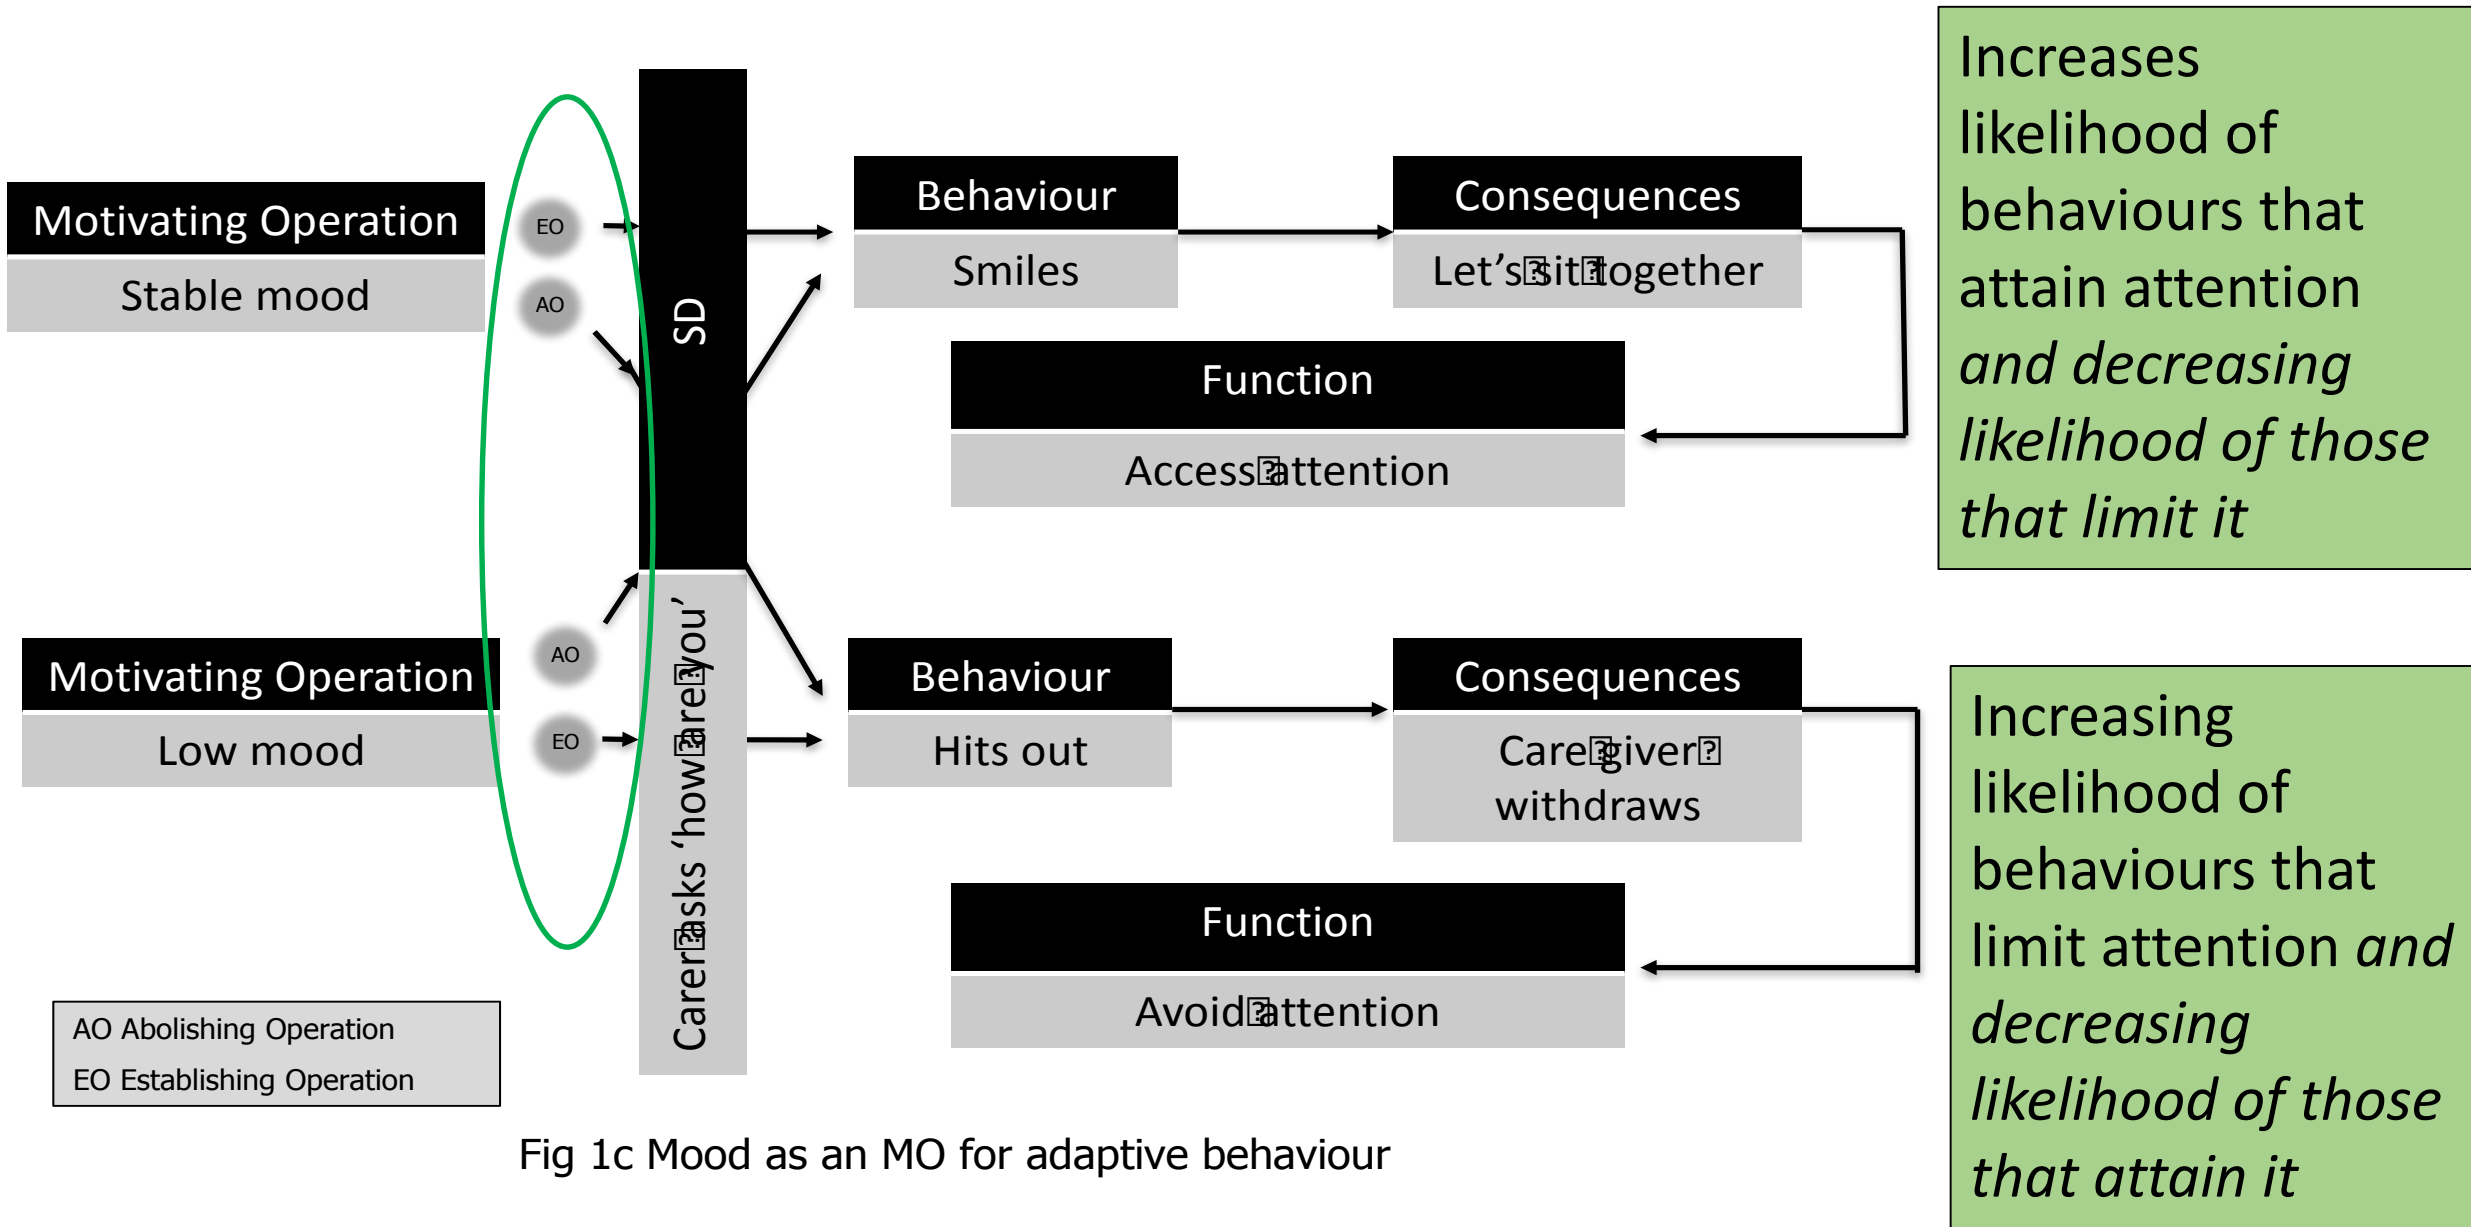 Motivating Operation
Stable mood
EO
AO
SD
Carer asks ‘how are you’
Behaviour
Smiles
Consequences
Let’s sit together
Function
Access attention
Increases
likelihood of
behaviours that
attain attention
and decreasing
likelihood of those
that limit it
Motivating Operation
Low mood
AO
EO
Behaviour
Hits out
Consequences
Care giver
withdraws
Function
Avoid attention
Increasing
likelihood of
behaviours that
limit attention and
decreasing
likelihood of those
that attain it
AO Abolishing Operation
EO Establishing Operation
Fig 1c Mood as an MO for adaptive behaviour